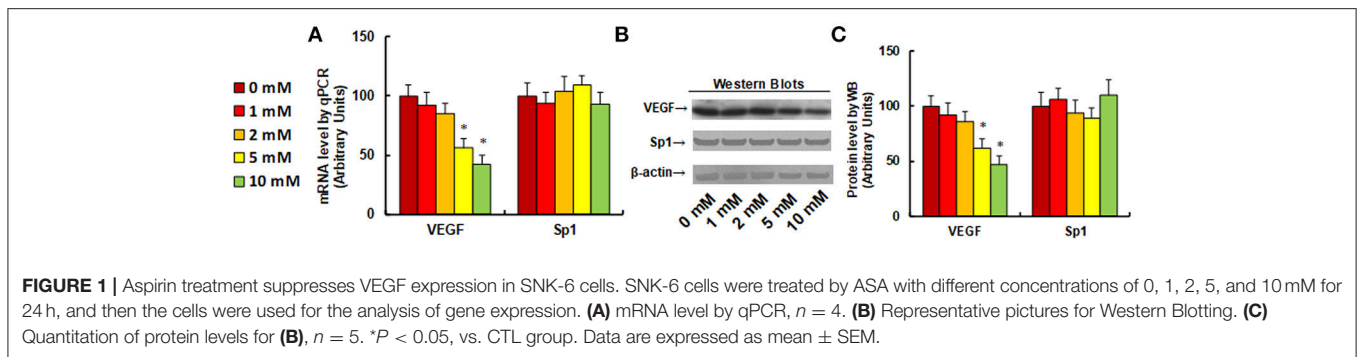 A
150
100
50
0
mRNA level by qPCR
(Arbitrary Units)
0 mM
1 mM
2 mM
5 mM
10 mM
*
*
VEGF
Sp1
B
Western Blots
VEGF→
Sp1→
β-actin→
0 mM
1 mM
2 mM
5 mM
10 mM
C
150
100
50
0
Protein level by WB
(Arbitrary Units)
*
*
VEGF
Sp1
FIGURE 1 | Aspirin treatment suppresses VEGF expression in SNK-6 cells. SNK-6 cells were treated by ASA with different concentrations of 0, 1, 2, 5, and 10 mM for
24 h, and then the cells were used for the analysis of gene expression. (A) mRNA level by qPCR, n = 4. (B) Representative pictures for Western Blotting. (C)
Quantitation of protein levels for (B), n = 5. *P < 0.05, vs. CTL group. Data are expressed as mean ± SEM.